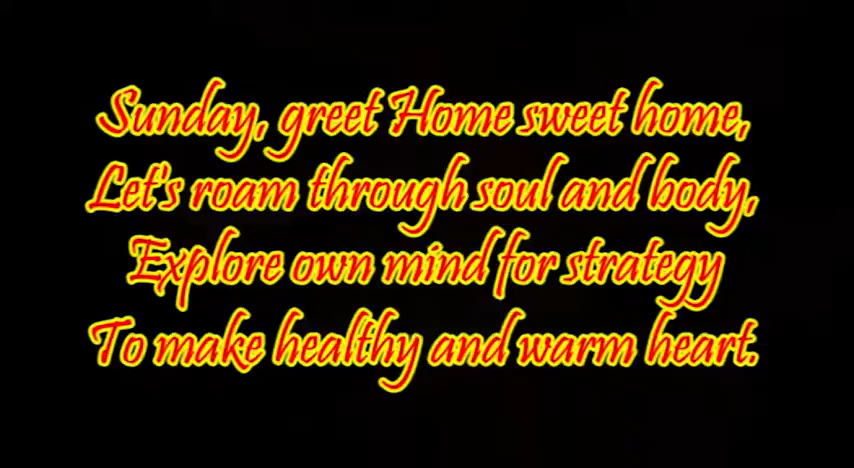 Sunday, greet Home sweet home,
Let's roam through soul and body,
Explore own mind for strategy
To make healthy and warm heart.